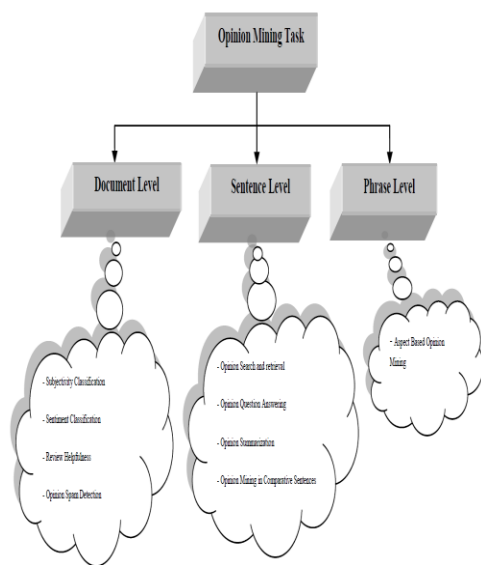 Opinion Mining Task
Document Level
Sentence Level
Phrase Level
- Subjectivity Classification
- Sentiment Classification
- Review Helpfulness
- Opinion Spam Detection
- Opinion Search and retrieval
- Opinion Question Answering
- Opinion Summarization
- Opinion Mining in Comparative Sentences
- Aspect Based Opinion
Mining